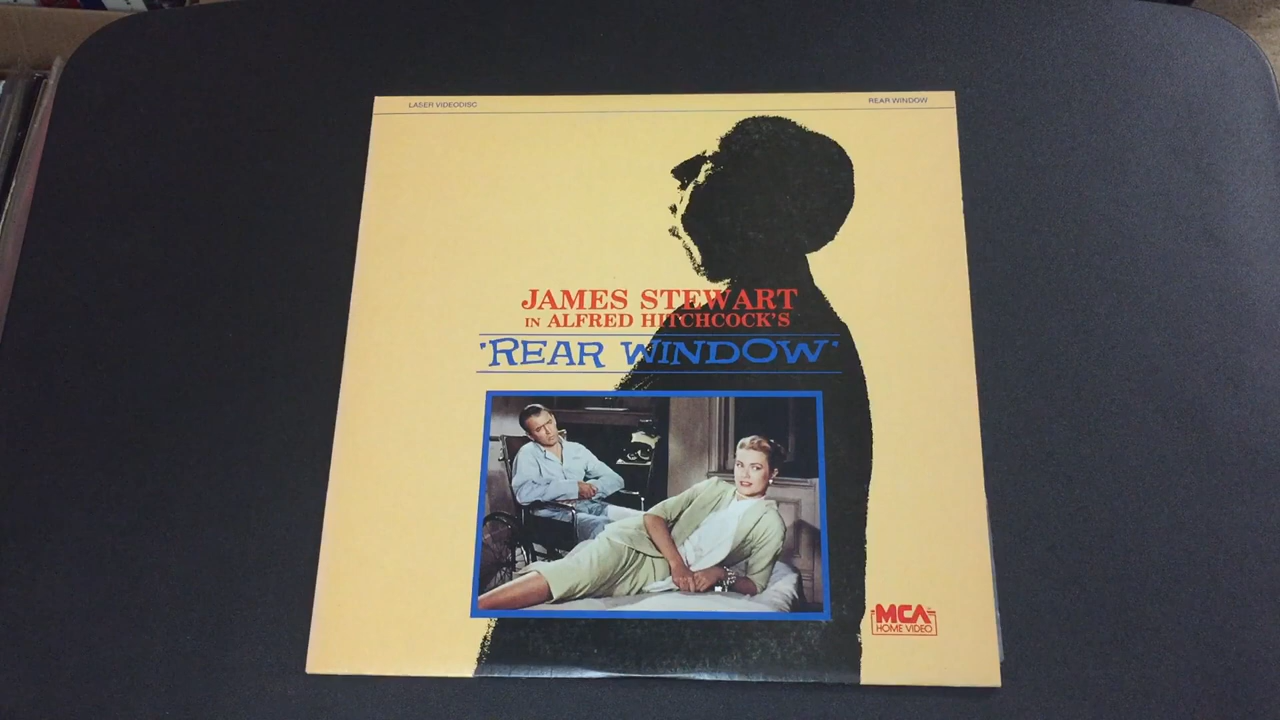 LASER VIDEODISC
REAR WINDOW
JAMES STEWART
IN ALFRED HITCHCOCK'S
'REAR WINDOW'
MCA
HOME VIDEO